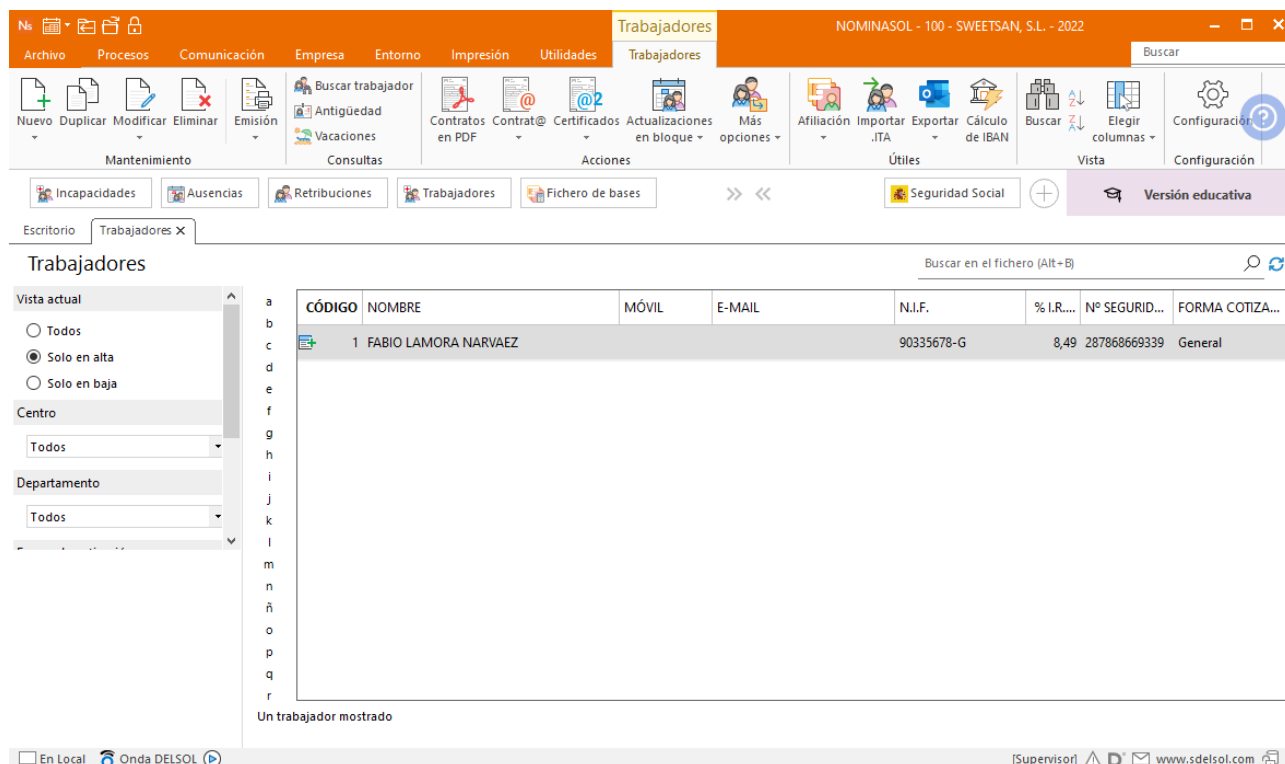 Ns
Trabajadores
NOMINASOL - 100 - SWEETSAN, S.L. - 2022
Archivo Procesos Comunicación Empresa Entorno Impresión Utilidades Trabajadores
Buscar
Nuevo Duplicar Modificar Eliminar
Emisión
Buscar trabajador
Antigüedad
Vacaciones
Contratos en PDF
Contrat@
Certificados
Actualizaciones en bloque
Más opciones
Afiliación
Importar .ITA
Exportar
Cálculo de IBAN
Buscar
Elegir columnas
Configuración
Mantenimiento Consultas Acciones Útiles Vista Configuración
Incapacidades Ausencias Retribuciones Trabajadores Fichero de bases >> << Seguridad Social Versión educativa
Escritorio Trabajadores X
Trabajadores
Buscar en el fichero (Alt+B)
Vista actual
Todos
Solo en alta
Solo en baja
Centro
Todos
Departamento
Todos
a
b
c
d
e
f
g
h
i
j
k
l
m
n
ñ
o
p
q
r
CÓDIGO NOMBRE MÓVIL E-MAIL N.I.F. % I.R.... Nº SEGURID... FORMA COTIZA...
1 FABIO LAMORA NARVAEZ 90335678-G 8,49 287868669339 General
Un trabajador mostrado
En Local Onda DELSOL [Supervisor] www.sdelsol.com